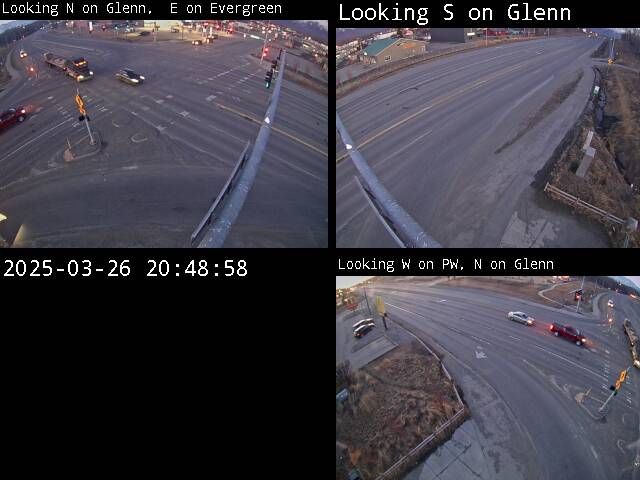 Looking N on Glenn,  E on Evergreen
Looking S on Glenn
2025-03-26 20:48:58
Looking W on PW, N on Glenn